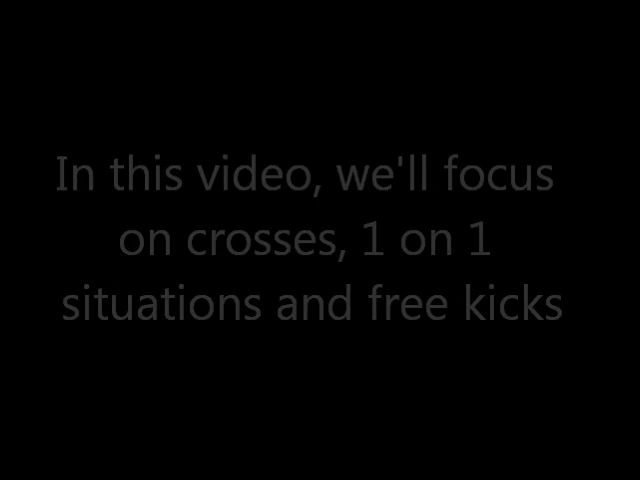 In this video, we'll focus
on crosses, 1 on 1
situations and free kicks